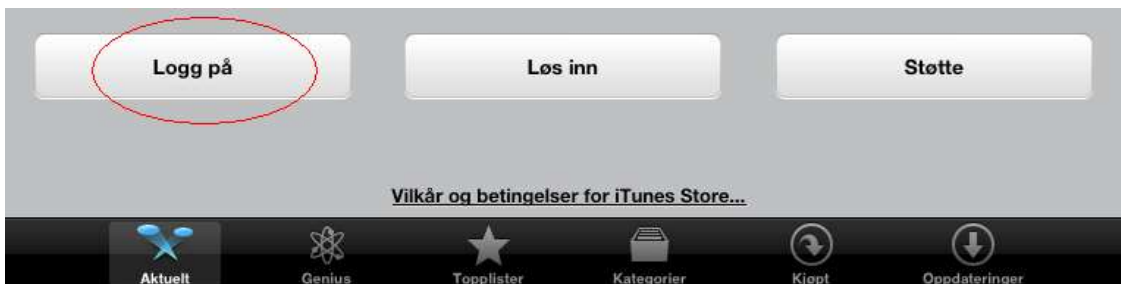 Logg på
Løs inn
Støtte
Vilkår og betingelser for iTunes Store...
Aktuelt
Genius
Topplister
Kategorier
Kjøpt
Oppdateringer